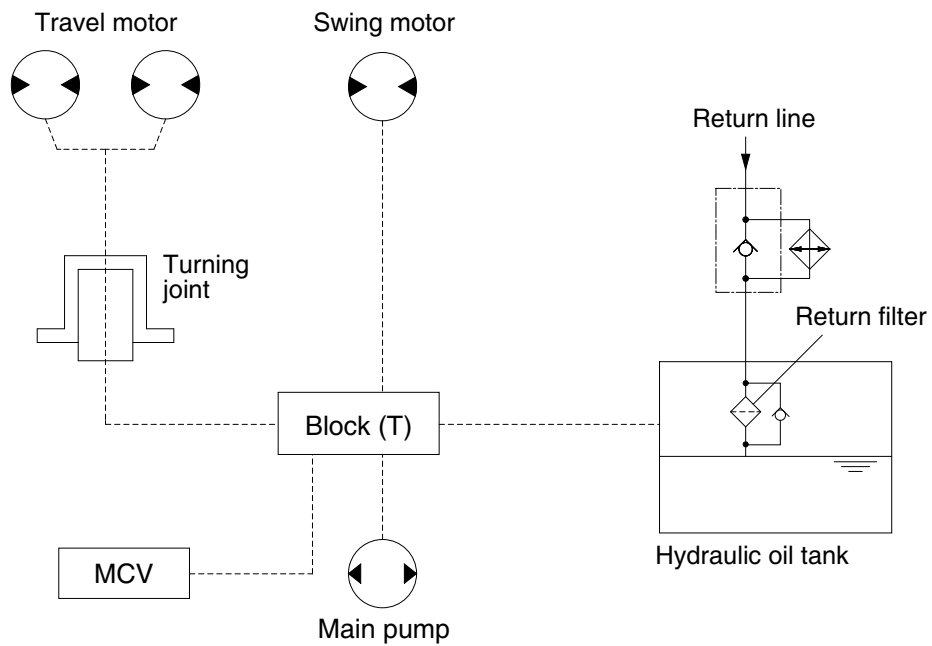 Travel motor
Swing motor
Return line
Turning
joint
Return filter
Block (T)
MCV
Hydraulic oil tank
Main pump